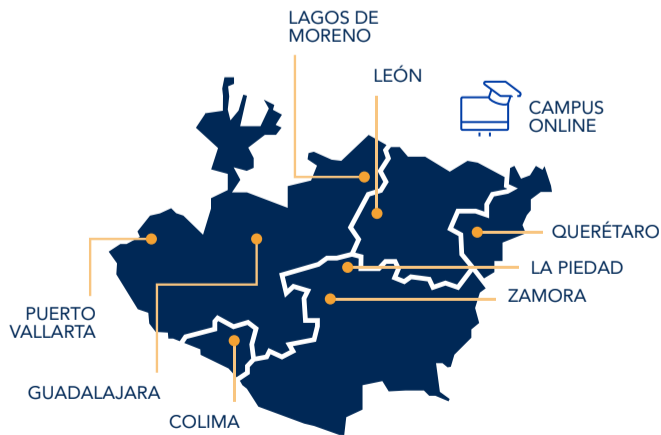 LAGOS DE
MORENO
LEÓN
CAMPUS
ONLINE
QUERÉTARO
LA PIEDAD
ZAMORA
PUERTO
VALLARTA
GUADALAJARA
COLIMA